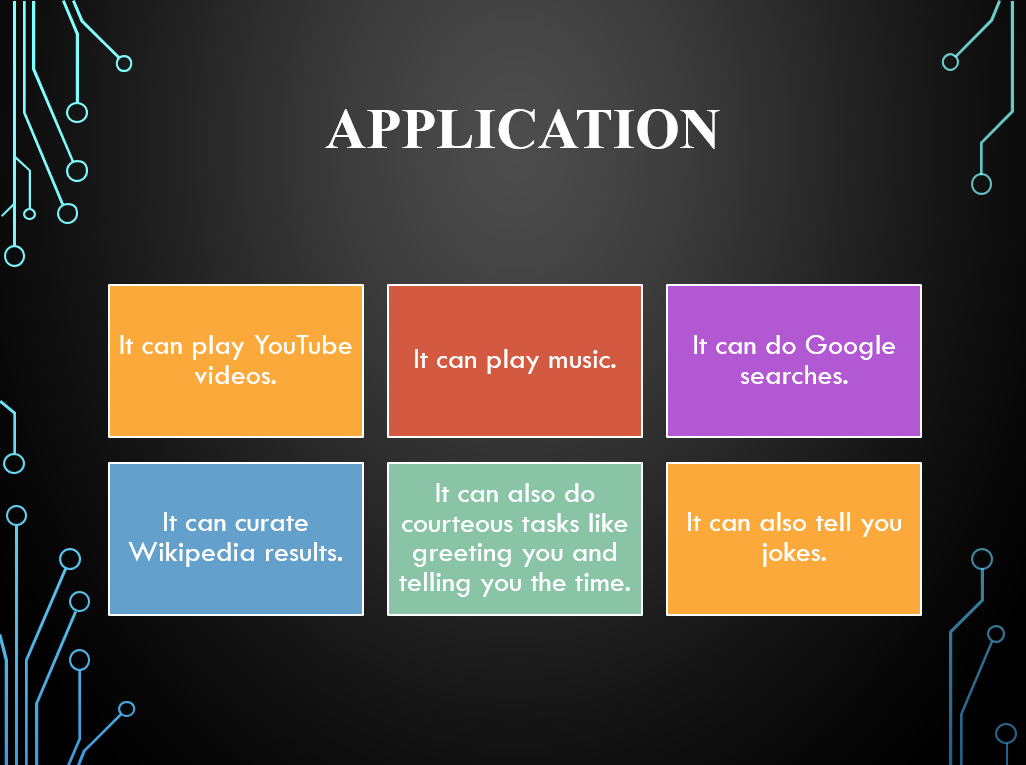 APPLICATION
It can play YouTube
videos.
It can play music.
It can do Google
searches.
It can curate
Wikipedia results.
It can also do
courteous tasks like
greeting you and
telling you the time.
It can also tell you
jokes.